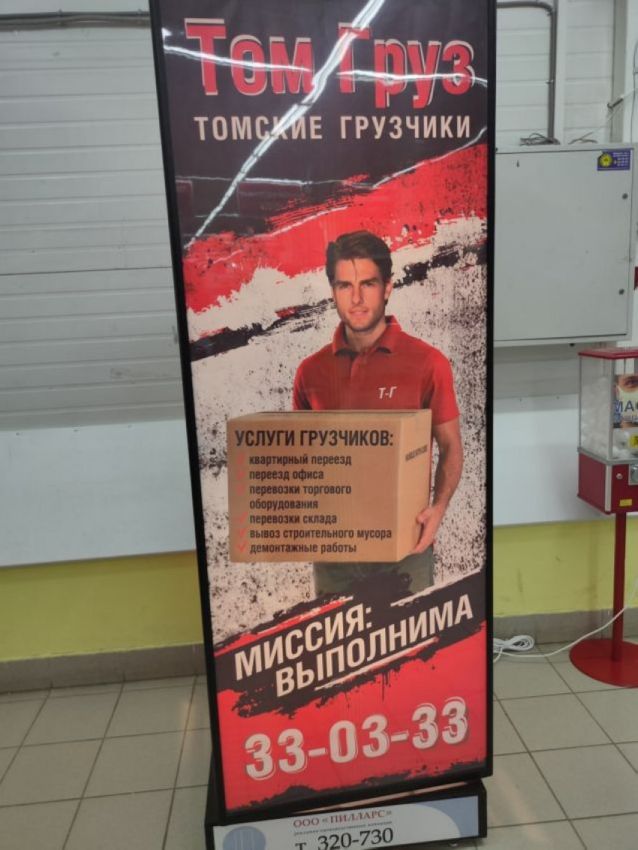 Том Груз
ТОМСКИЕ ГРУЗЧИКИ
Т-Г
УСЛУГИ ГРУЗЧИКОВ:
квартирный переезд
переезд офиса
перевозки торгового
оборудования
перевозки склада
вывоз строительного мусора
демонтажные работы
МИССИЯ:
ВЫПОЛНИМА
33-03-33
ООО «ПИЛЛАРС»
т. 320-730